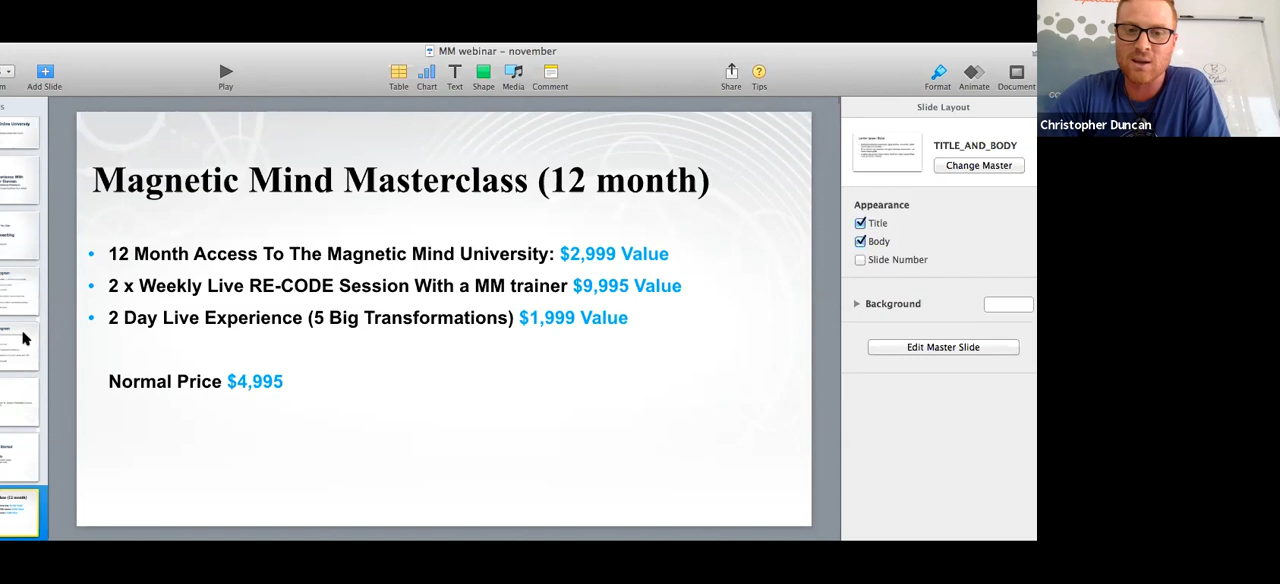 MM webinar – november
Add Slide
Play
Table
Chart
Text
Shape
Media
Comment
Share
Tips
Format
Animate
Document
Slide Layout
TITLE_AND_BODY
Change Master
Appearance
Title
Body
Slide Number
Background
Edit Master Slide
Magnetic Mind Masterclass (12 month)
• 12 Month Access To The Magnetic Mind University: $2,999 Value
• 2 x Weekly Live RE-CODE Session With a MM trainer $9,995 Value
• 2 Day Live Experience (5 Big Transformations) $1,999 Value
Normal Price $4,995
Christopher Duncan